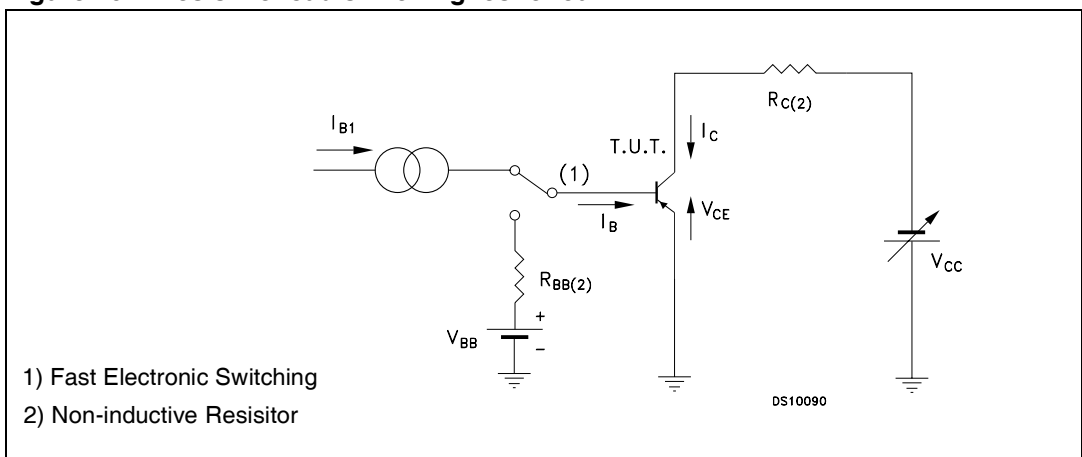 I_B1
R_C(2)
T.U.T.
I_C
(1)
I_B
V_CE
R_BB(2)
V_CC
+
V_BB
−
1) Fast Electronic Switching
2) Non-inductive Resisitor
DS10090